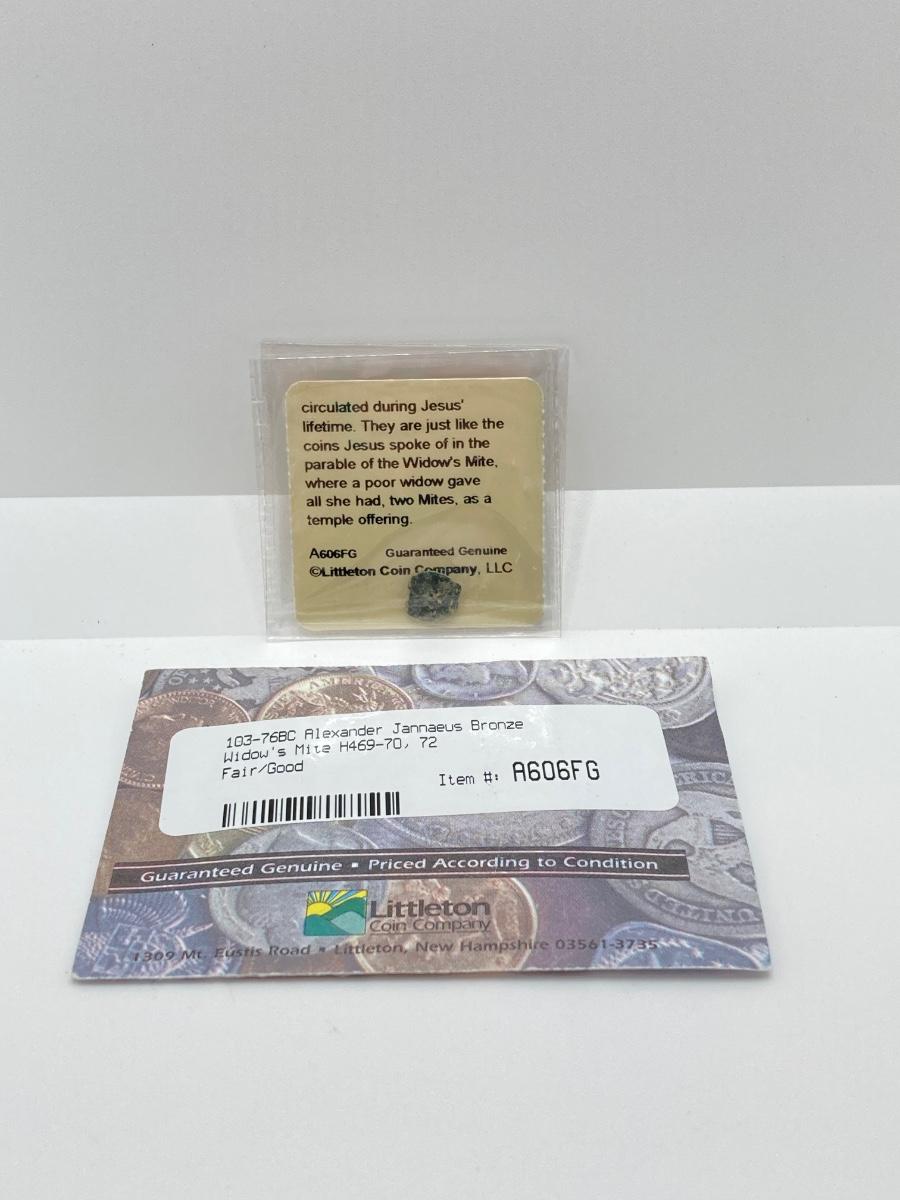 circulated during Jesus'
lifetime. They are just like the
coins Jesus spoke of in the
parable of the Widow's Mite,
where a poor widow gave
all she had, two Mites, as a
temple offering.
A606FG Guaranteed Genuine
©Littleton Coin Company, LLC
103-76BC Alexander Jannaeus Bronze
Widow's Mite H469-70, 72
Fair/Good
Item #: A606FG
Guaranteed Genuine ▪ Priced According to Condition
Littleton
Coin Company
1309 Mt. Eustis Road ▪ Littleton, New Hampshire 03561-3735